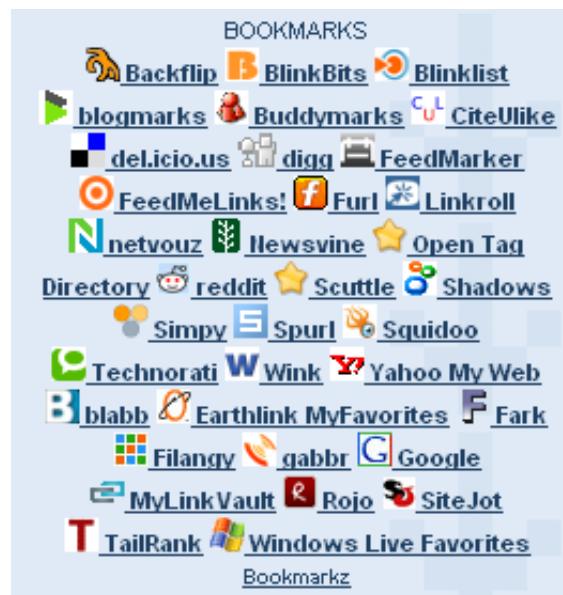 BOOKMARKS
Backflip BlinkBits Blinklist
blogmarks Buddymarks CiteUlike
del.icio.us digg FeedMarker
FeedMeLinks! Furl Linkroll
netvouz Newsvine Open Tag
Directory reddit Scuttle Shadows
Simpy Spurl Squidoo
Technorati Wink Yahoo My Web
blabb Earthlink MyFavorites Fark
Filangy gabbr Google
MyLinkVault Rojo SiteJot
TailRank Windows Live Favorites
Bookmarkz